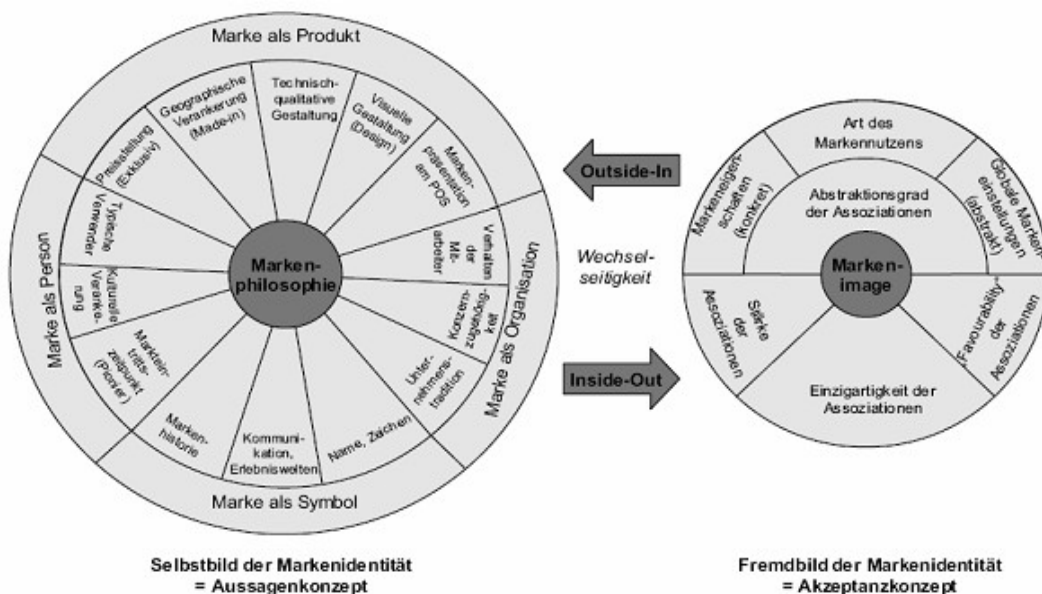 Marke als Produkt
Preisstellung
(Exklusiv)
Geographische
Verankerung
(Made-in)
Technisch-
qualitative
Gestaltung
Visuelle
Gestaltung
(Design)
Marken-
präsentation
am POS
Marke als Organisation
Verhalten
der
Mit-
arbeiter
Konzern-
zugehörig-
keit
Unter-
nehmens-
tradition
Marke als Symbol
Name, Zeichen
Kommuni-
kation,
Erlebniswelten
Marken-
historie
Marke als Person
Marktein-
tritts-
zeitpunkt
(Pionier)
Kulturelle
Veranke-
rung
Typische
Verwender
Marken-
philosophie
Outside-In
Wechsel-
seitigkeit
Inside-Out
Art des
Markennutzens
Markeneigen-
schaften
(konkret)
Globale Marken-
einstellungen
(abstrakt)
Abstraktionsgrad
der Assoziationen
Marken-
image
Stärke
der
Assoziationen
„Favourability“
der
Assoziationen
Einzigartigkeit der
Assoziationen
Selbstbild der Markenidentität
= Aussagenkonzept
Fremdbild der Markenidentität
= Akzeptanzkonzept